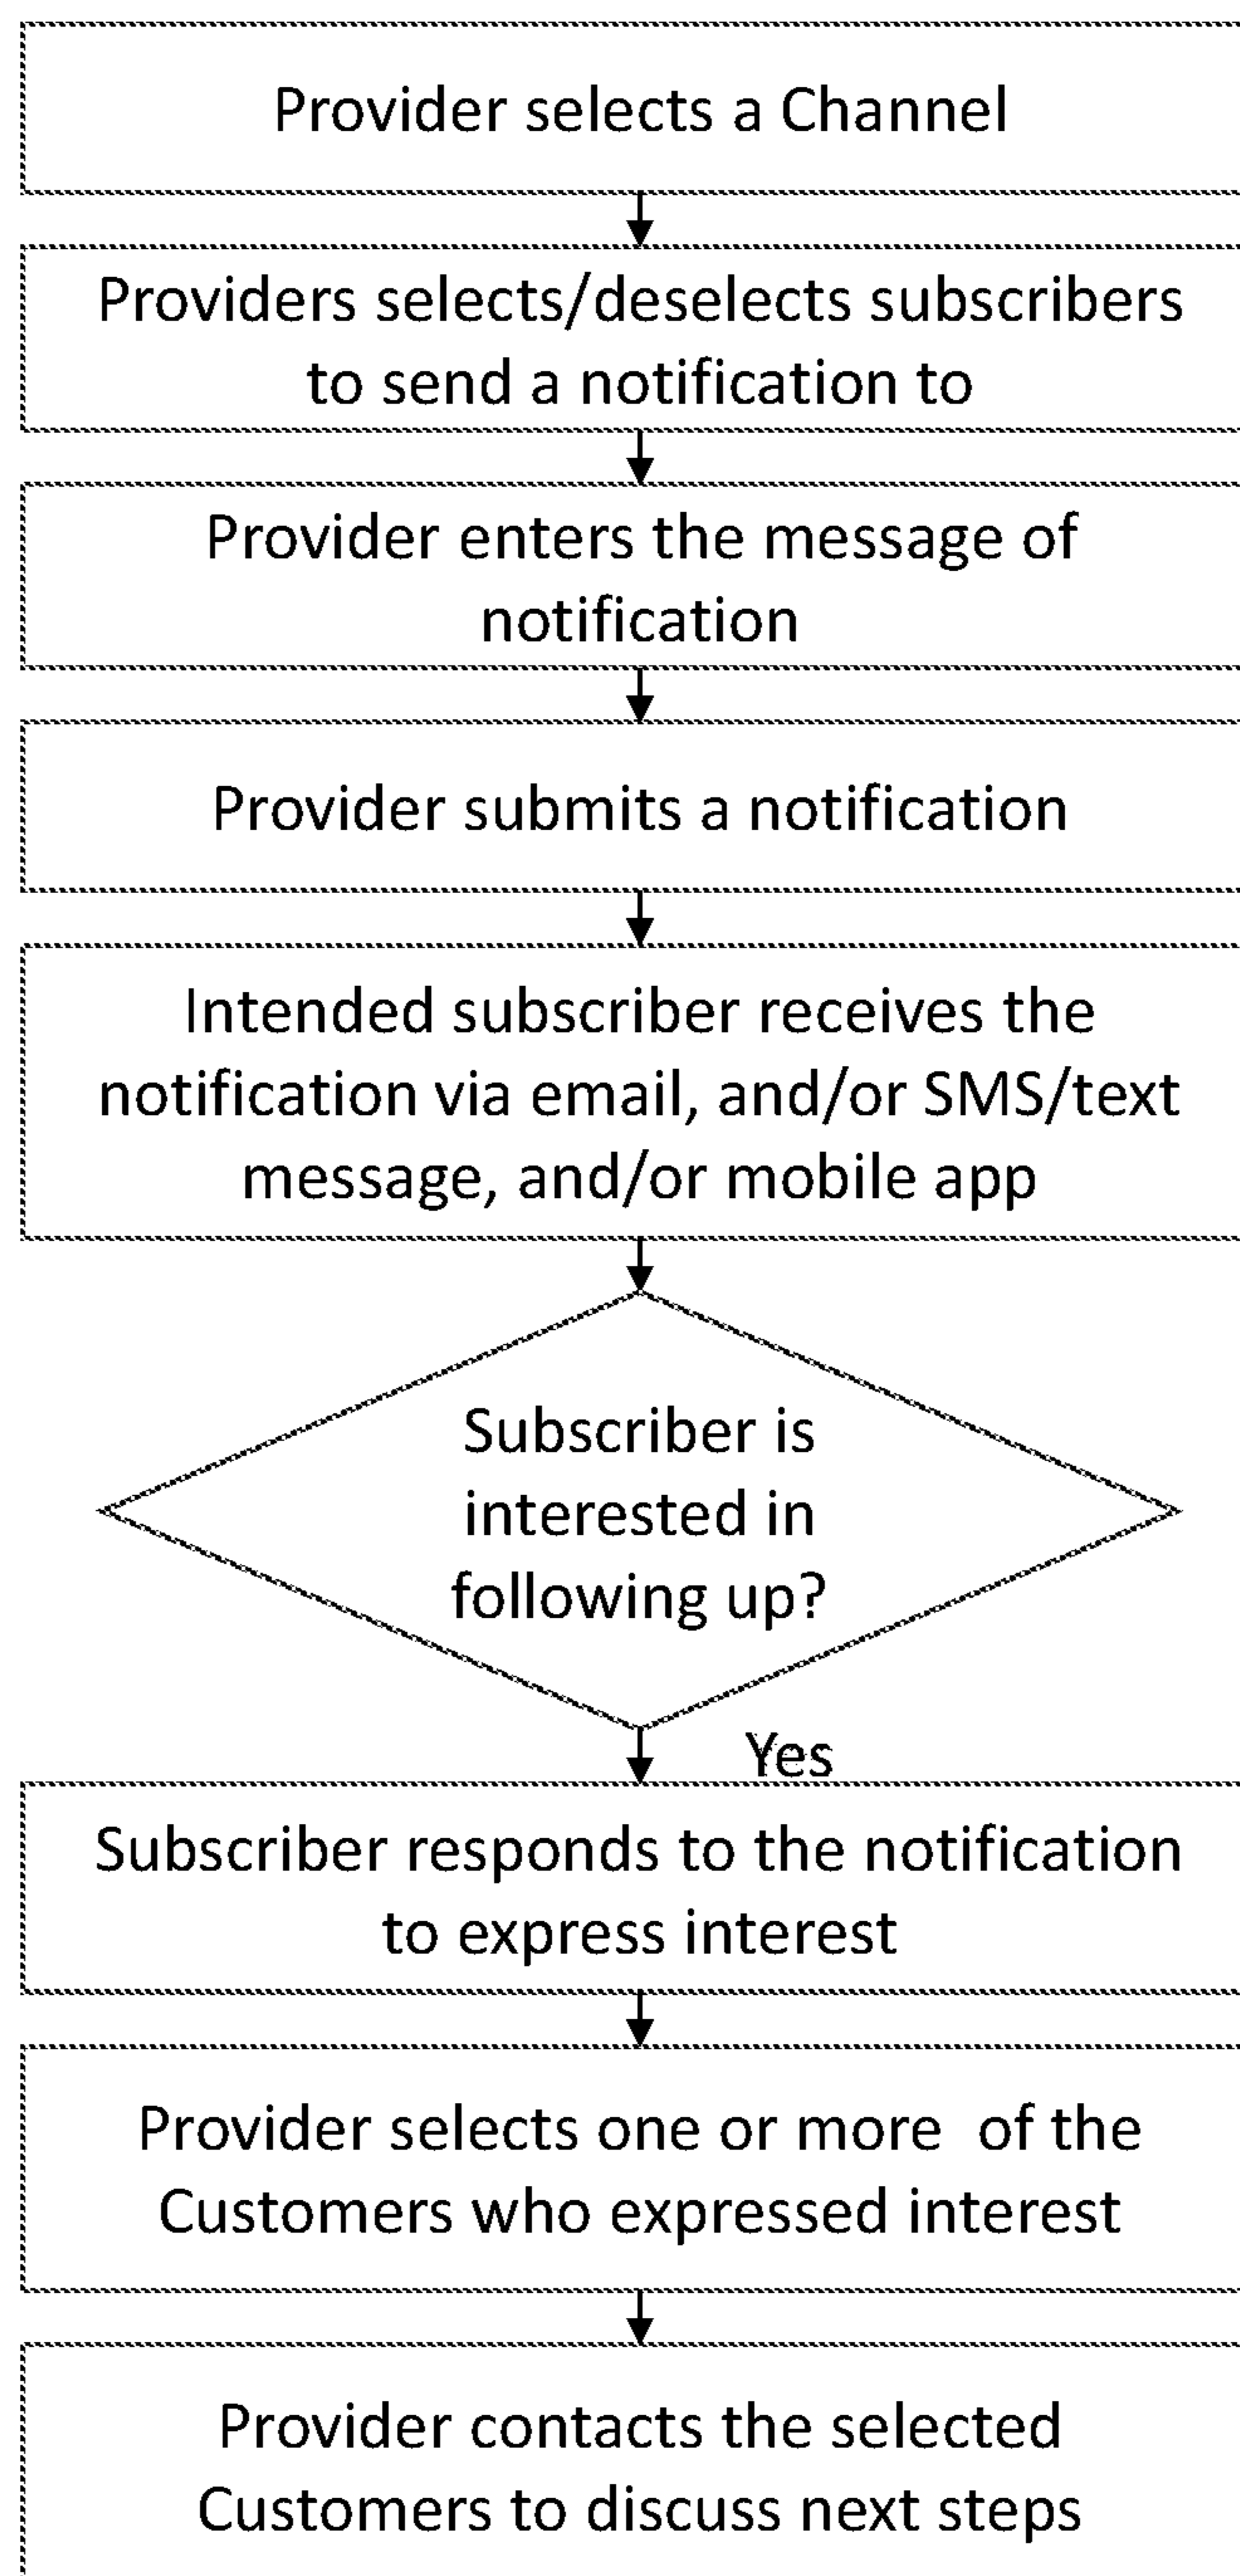 Provider selects a Channel
Providers selects/deselects subscribers
to send a notification to
Provider enters the message of
notification
Provider submits a notification
Intended subscriber receives the
notification via email, and/or SMS/text
message, and/or mobile app
Subscriber is
interested in
following up?
Yes
Subscriber responds to the notification
to express interest
Provider selects one or more  of the
Customers who expressed interest
Provider contacts the selected
Customers to discuss next steps